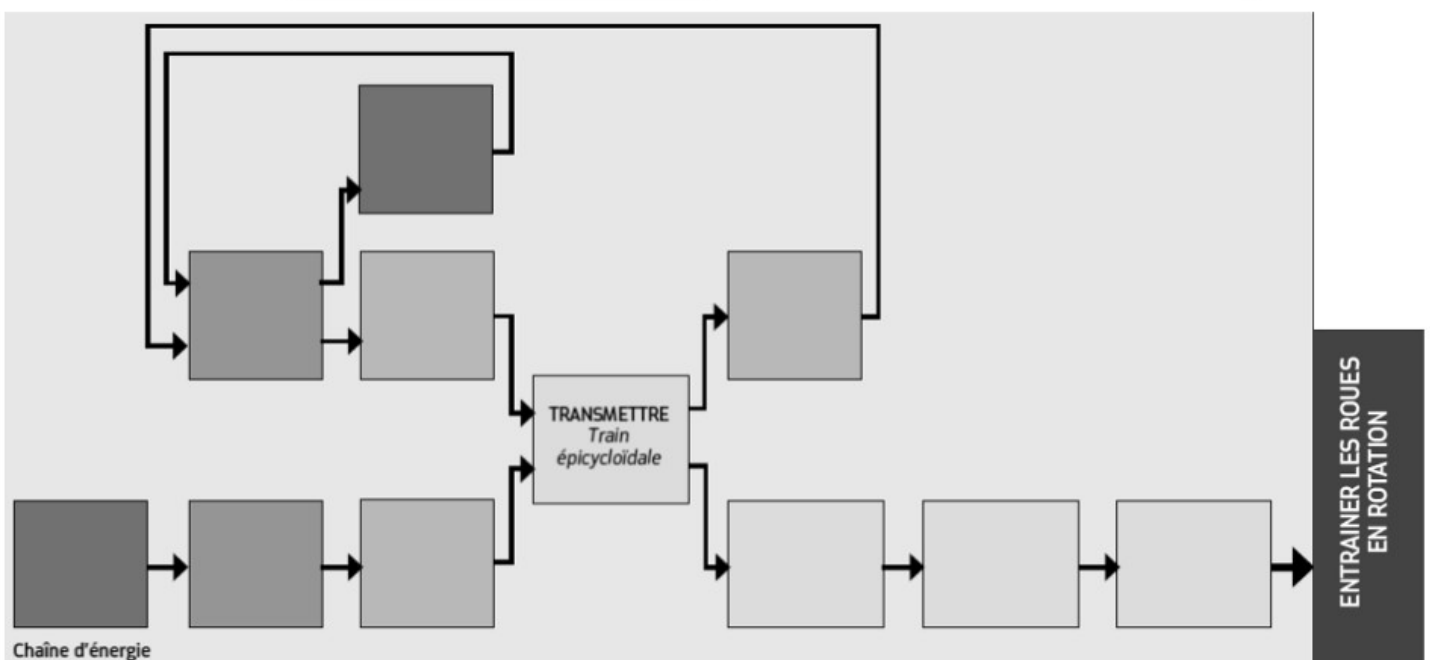 TRANSMETTRE
Train
épicycloïdale
ENTRAINER LES ROUES
EN ROTATION
Chaîne d'énergie